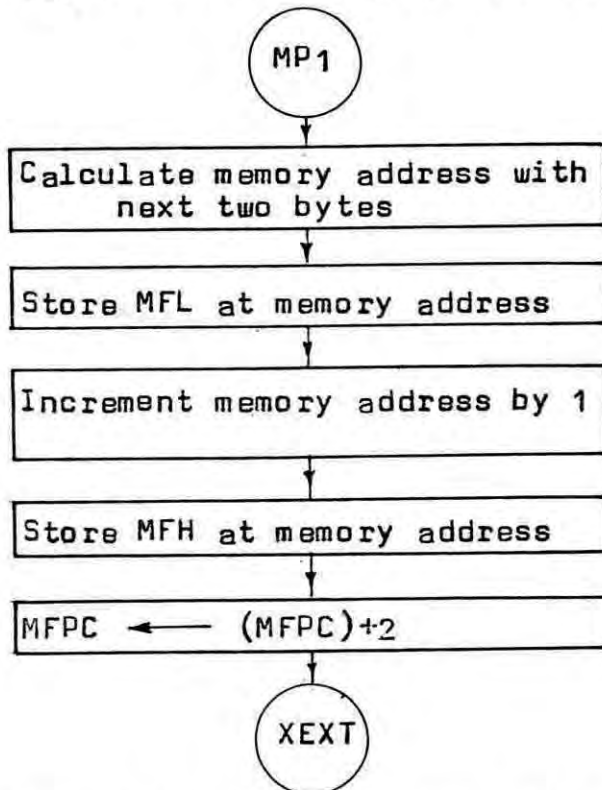 MP1
Calculate memory address with
next two bytes
Store MFL at memory address
Increment memory address by 1
Store MFH at memory address
MFPC ← (MFPC)+2
XEXT